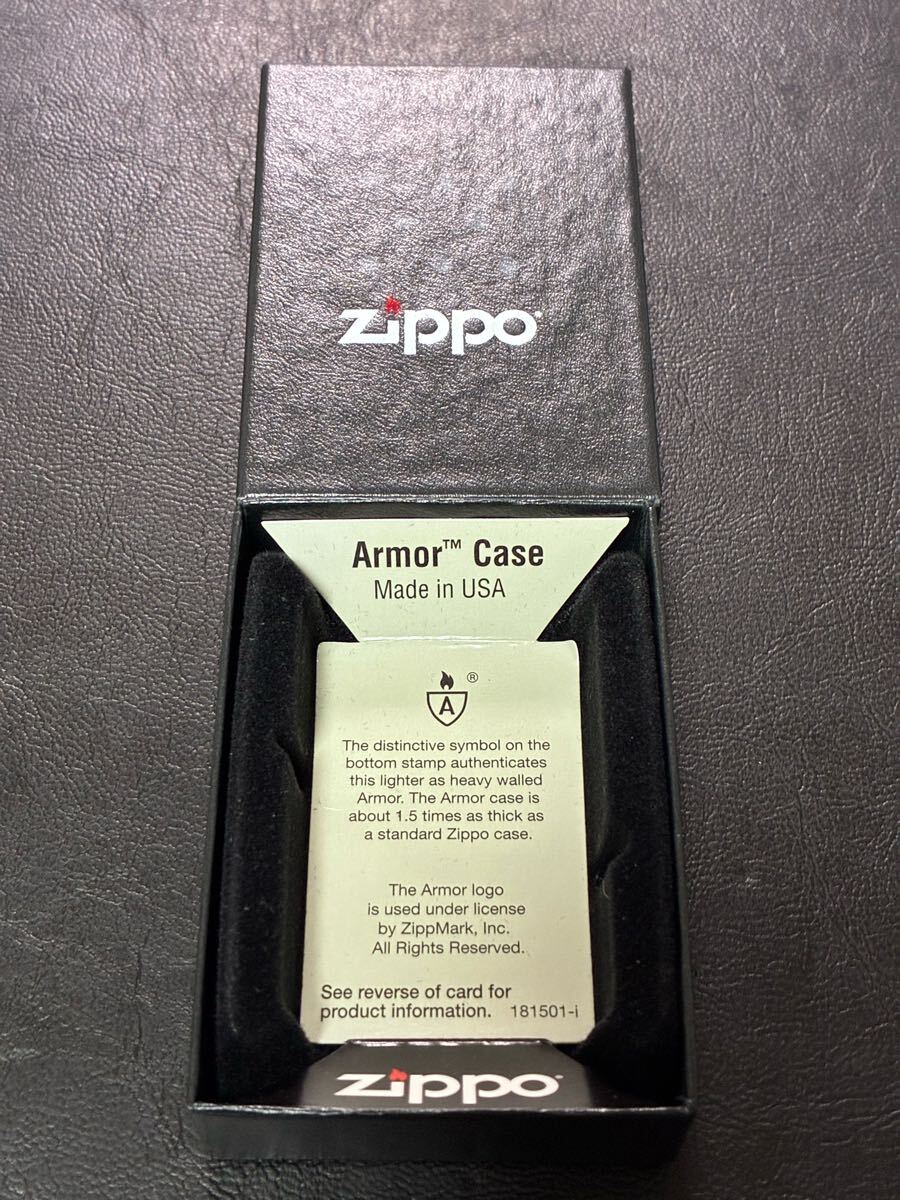 zippo
Armor™ Case
Made in USA
A ®
The distinctive symbol on the
bottom stamp authenticates
this lighter as heavy walled
Armor. The Armor case is
about 1.5 times as thick as
a standard Zippo case.
The Armor logo
is used under license
by ZippMark, Inc.
All Rights Reserved.
See reverse of card for
product information. 181501-i
zippo